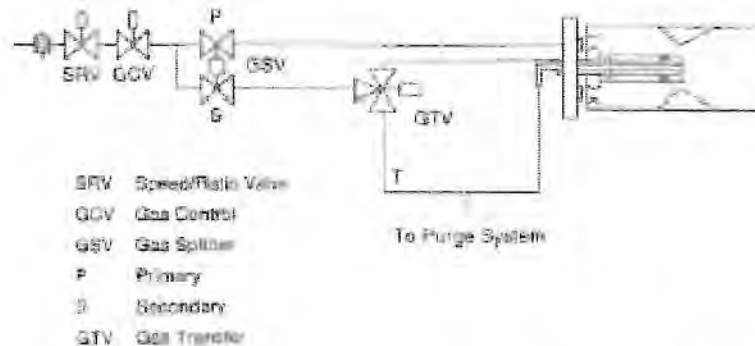 P
SRV GCV
GSV
S
GTV
T
SRV Speed/Ratio Valve
GCV Gas Control
To Purge System
GSV Gas Splitter
P Primary
S Secondary
GTV Gas Transfer